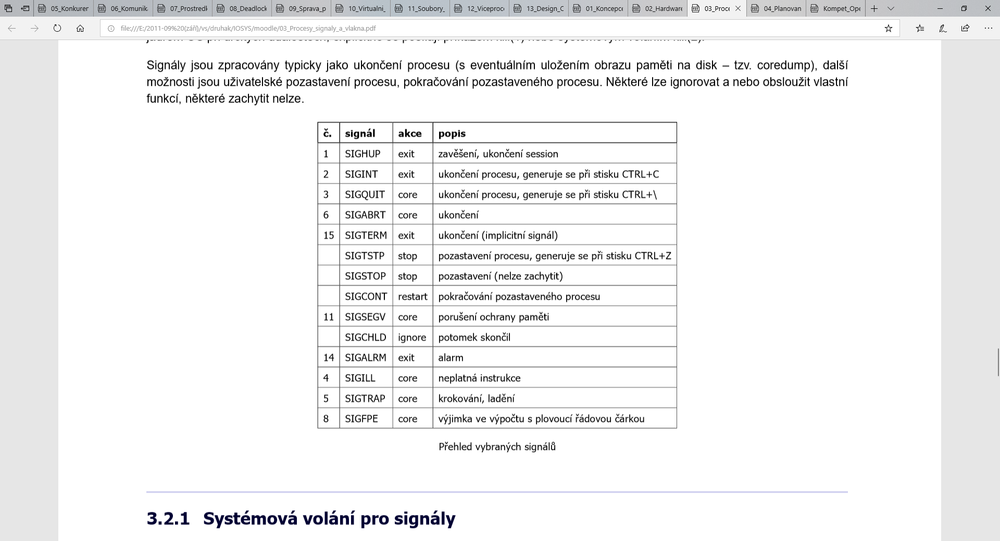 05_Konkurer
06_Komunik
07_Prostredk
08_Deadlock
09_Sprava_p
10_Virtualni_
11_Soubory_
12_Viceproce
13_Design_C
01_Koncepce
02_Hardware
03_Proce
04_Planovan
Kompet_Ope
file:///E:/2011-09%20(září)/vs/druhak/IOSYS/moodle/03_Procesy_signaly_a_vlakna.pdf
Signály jsou zpracovány typicky jako ukončení procesu (s eventuálním uložením obrazu paměti na disk – tzv. coredump), další
možnosti jsou uživatelské pozastavení procesu, pokračování pozastaveného procesu. Některé lze ignorovat a nebo obsloužit vlastní
funkcí, některé zachytit nelze.
č. signál akce popis
1 SIGHUP exit zavěšení, ukončení session
2 SIGINT exit ukončení procesu, generuje se při stisku CTRL+C
3 SIGQUIT core ukončení procesu, generuje se při stisku CTRL+\
6 SIGABRT core ukončení
15 SIGTERM exit ukončení (implicitní signál)
SIGTSTP stop pozastavení procesu, generuje se při stisku CTRL+Z
SIGSTOP stop pozastavení (nelze zachytit)
SIGCONT restart pokračování pozastaveného procesu
11 SIGSEGV core porušení ochrany paměti
SIGCHLD ignore potomek skončil
14 SIGALRM exit alarm
4 SIGILL core neplatná instrukce
5 SIGTRAP core krokování, ladění
8 SIGFPE core výjimka ve výpočtu s plovoucí řádovou čárkou
Přehled vybraných signálů
3.2.1 Systémová volání pro signály